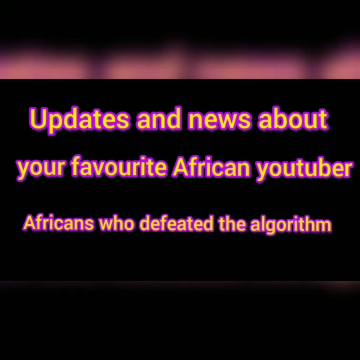 Updates and news about
your favourite African youtuber
Africans who defeated the algorithm